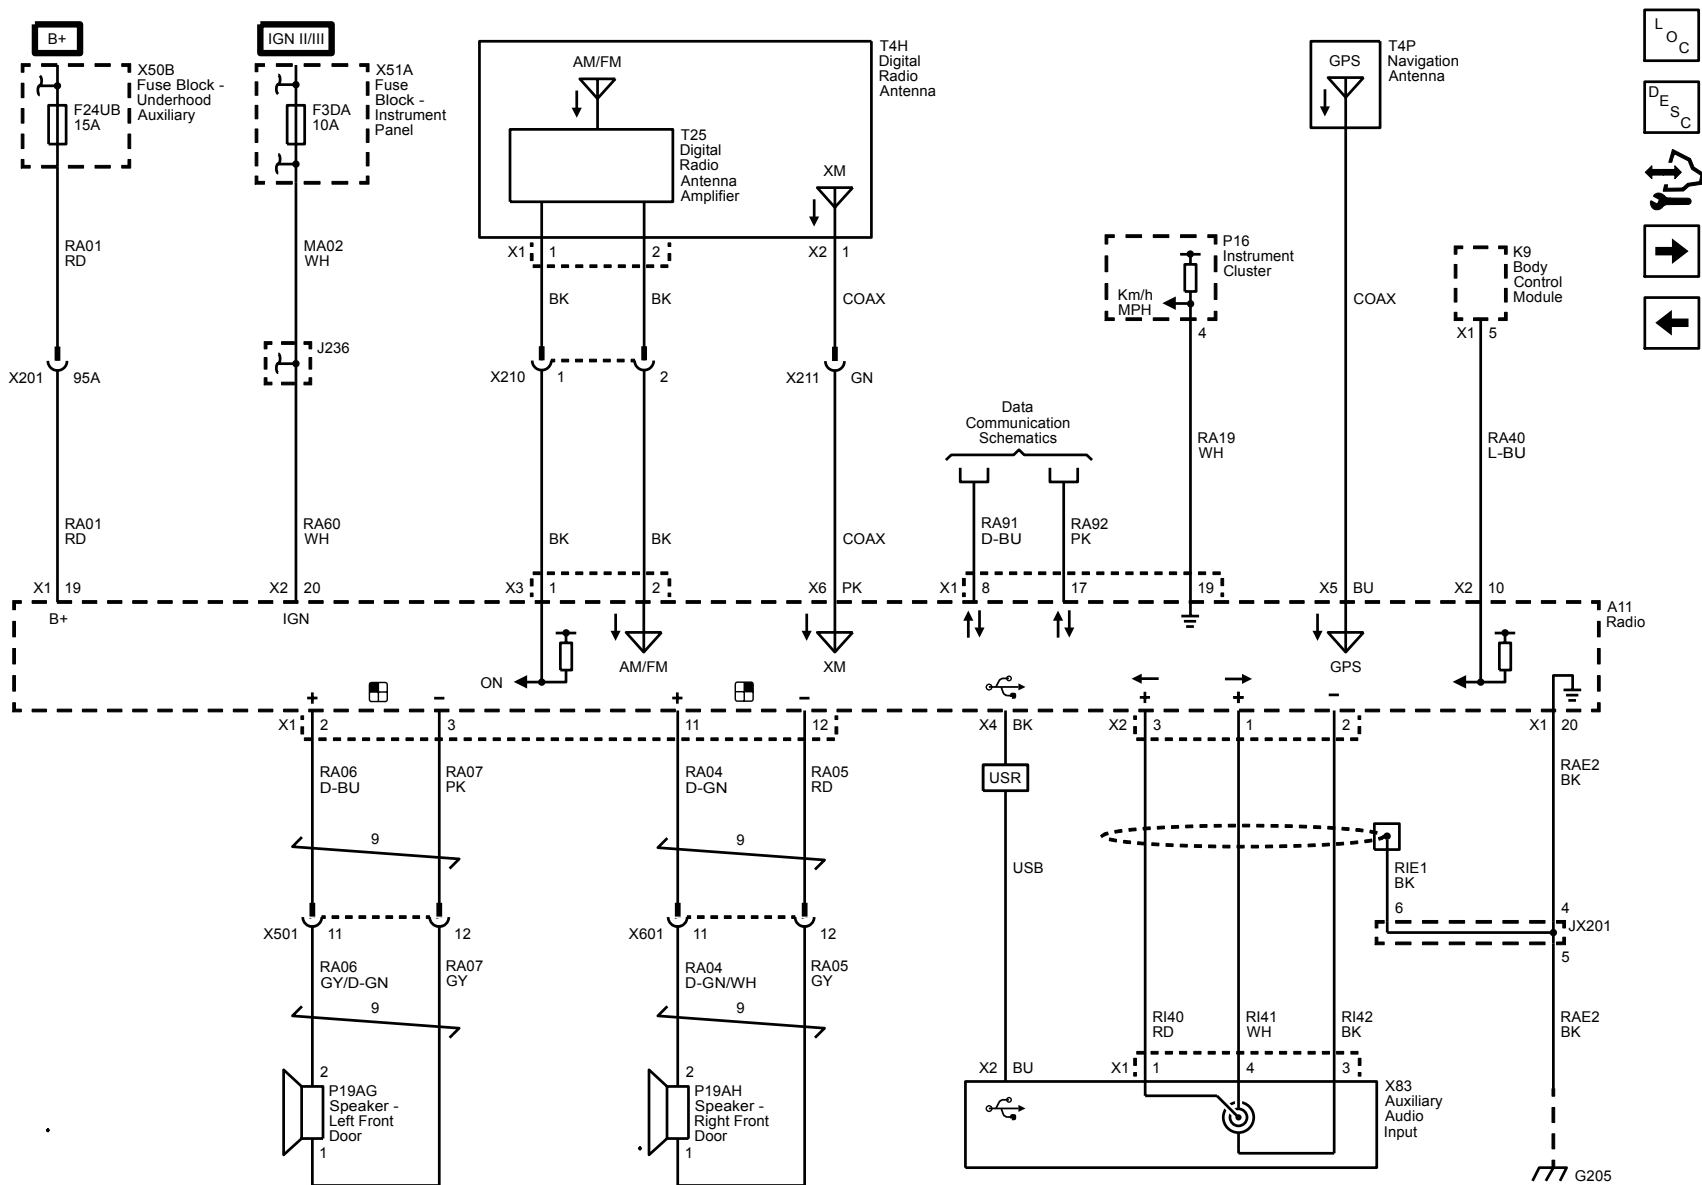 B+
IGN II/III
X50B
Fuse Block -
Underhood
Auxiliary
F24UB
15A
X51A
Fuse
Block -
Instrument
Panel
F3DA
10A
AM/FM
T4H
Digital
Radio
Antenna
T25
Digital
Radio
Antenna
Amplifier
XM
GPS
T4P
Navigation
Antenna
L
O
C
D
E
S
C
RA01
RD
MA02
WH
X1 1 2
X2 1
P16
Instrument
Cluster
Km/h
MPH
4
K9
Body
Control
Module
X1 5
BK
BK
COAX
COAX
J236
X201 95A
X210 1 2
X211 GN
Data
Communication
Schematics
RA19
WH
RA40
L-BU
RA01
RD
RA60
WH
BK
BK
COAX
RA91
D-BU
RA92
PK
X1 19
X2 20
X3 1 2
X6 PK
X1 8 17 19
X5 BU
X2 10
B+
IGN
A11
Radio
ON
AM/FM
XM
GPS
+ − + − + + −
X1 2 3 11 12
X4 BK
X2 3 1 2
X1 20
RA06
D-BU
RA07
PK
RA04
D-GN
RA05
RD
USR
RAE2
BK
9
9
USB
RIE1
BK
6
4
JX201
5
X501 11 12
X601 11 12
RA06
GY/D-GN
RA07
GY
RA04
D-GN/WH
RA05
GY
9
9
RI40
RD
RI41
WH
RI42
BK
RAE2
BK
X2 BU
X1 1 4 3
2
P19AG
Speaker -
Left Front
Door
1
2
P19AH
Speaker -
Right Front
Door
1
X83
Auxiliary
Audio
Input
G205